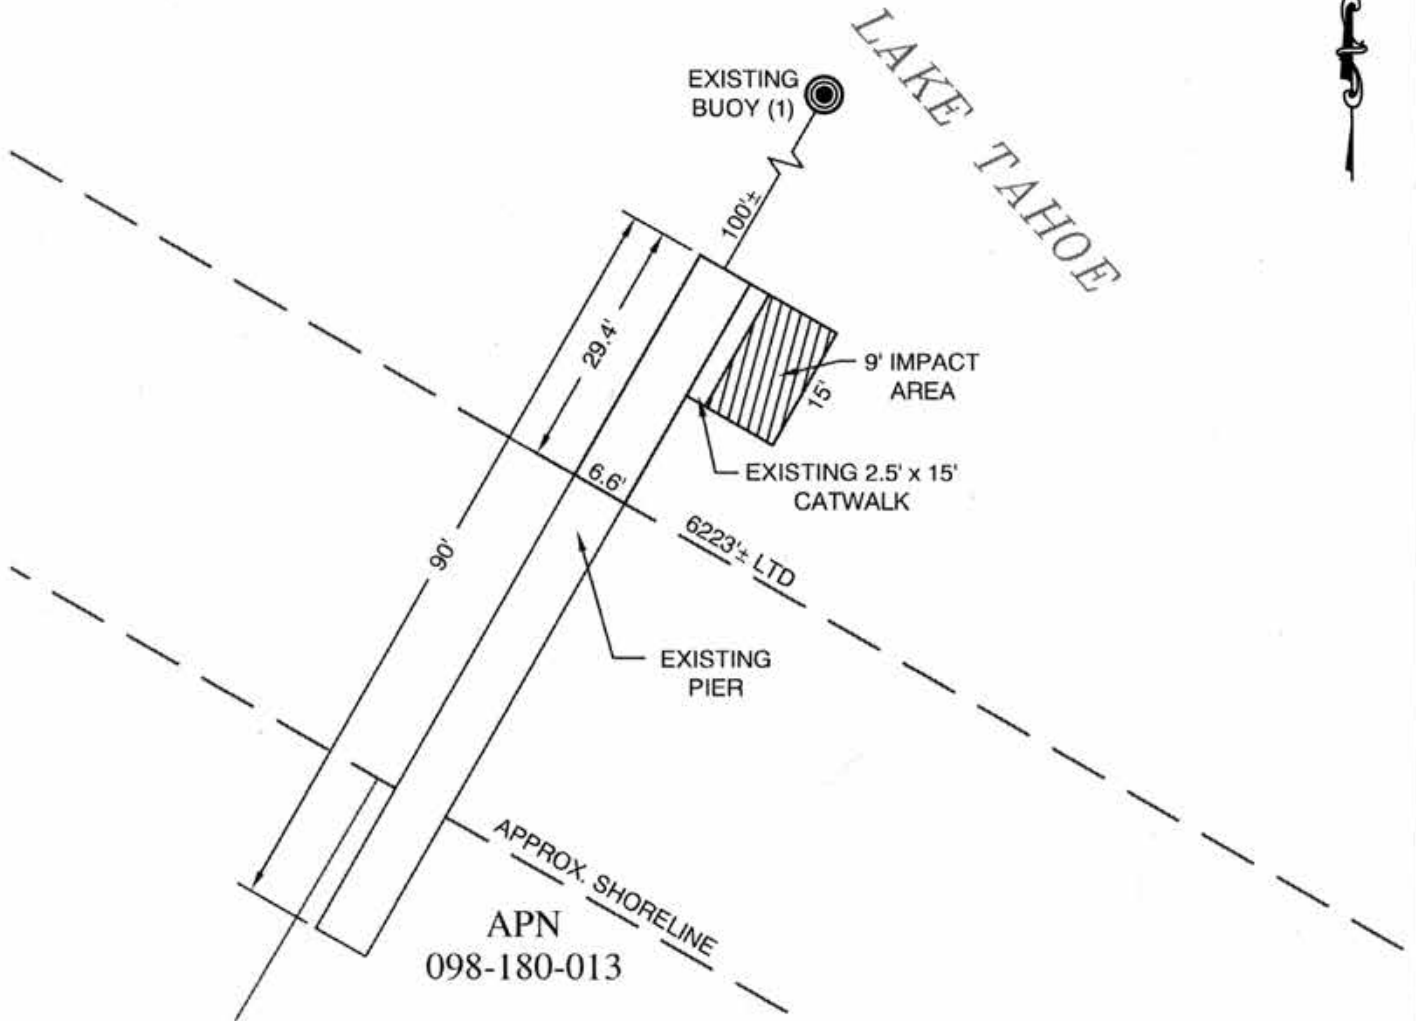 LAKE TAHOE
EXISTING
BUOY (1)
100'±
29.4'
9' IMPACT
AREA
15'
EXISTING 2.5' x 15'
CATWALK
6.6'
6223'± LTD
90'
EXISTING
PIER
APPROX. SHORELINE
APN
098-180-013